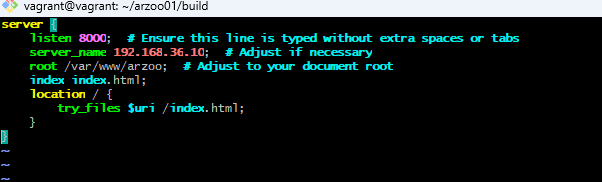 vagrant@vagrant: ~/arzoo01/build
server {
    listen 8000;  # Ensure this line is typed without extra spaces or tabs
    server_name 192.168.36.10;  # Adjust if necessary
    root /var/www/arzoo;  # Adjust to your document root
    index index.html;
    location / {
        try_files $uri /index.html;
    }
}
~
~
~